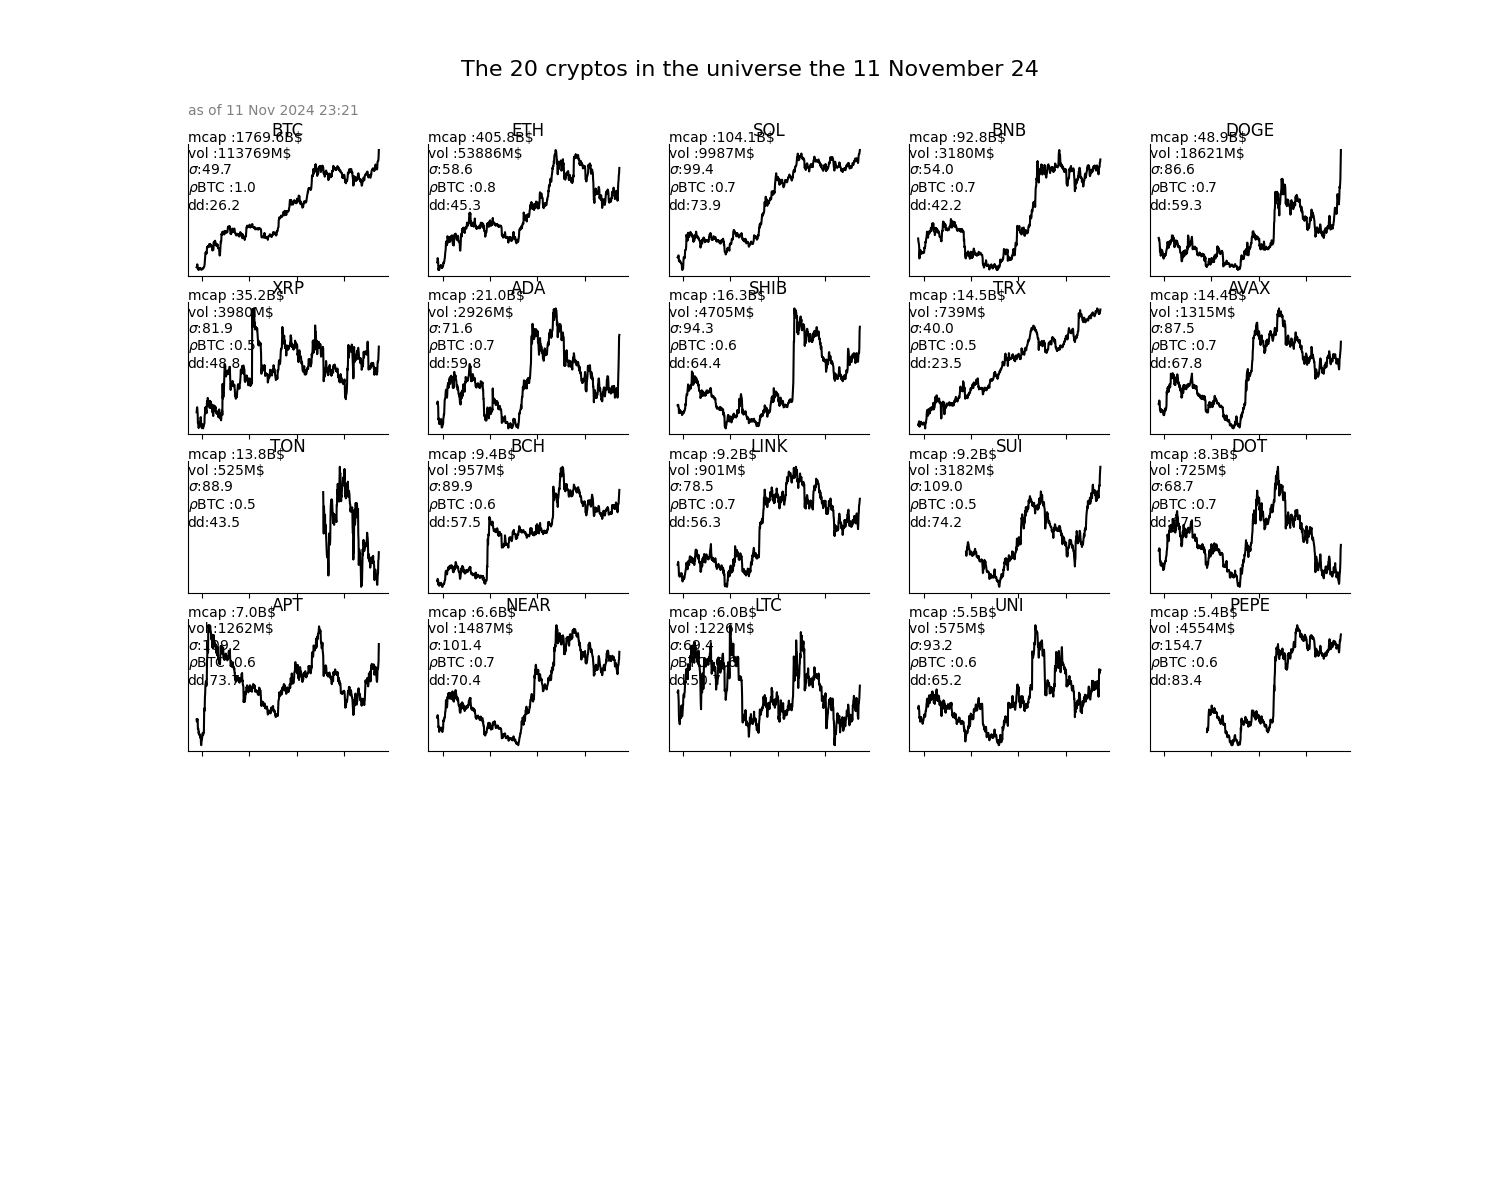 The 20 cryptos in the universe the 11 November 24
as of 11 Nov 2024 23:21
BTC
mcap :1769.6B$
vol :113769M$
σ:49.7
ρBTC :1.0
dd:26.2
ETH
mcap :405.8B$
vol :53886M$
σ:58.6
ρBTC :0.8
dd:45.3
SOL
mcap :104.1B$
vol :9987M$
σ:99.4
ρBTC :0.7
dd:73.9
BNB
mcap :92.8B$
vol :3180M$
σ:54.0
ρBTC :0.7
dd:42.2
DOGE
mcap :48.9B$
vol :18621M$
σ:86.6
ρBTC :0.7
dd:59.3
XRP
mcap :35.2B$
vol :3980M$
σ:81.9
ρBTC :0.5
dd:48.8
ADA
mcap :21.0B$
vol :2926M$
σ:71.6
ρBTC :0.7
dd:59.8
SHIB
mcap :16.3B$
vol :4705M$
σ:94.3
ρBTC :0.6
dd:64.4
TRX
mcap :14.5B$
vol :739M$
σ:40.0
ρBTC :0.5
dd:23.5
AVAX
mcap :14.4B$
vol :1315M$
σ:87.5
ρBTC :0.7
dd:67.8
TON
mcap :13.8B$
vol :525M$
σ:88.9
ρBTC :0.5
dd:43.5
BCH
mcap :9.4B$
vol :957M$
σ:89.9
ρBTC :0.6
dd:57.5
LINK
mcap :9.2B$
vol :901M$
σ:78.5
ρBTC :0.7
dd:56.3
SUI
mcap :9.2B$
vol :3182M$
σ:109.0
ρBTC :0.5
dd:74.2
DOT
mcap :8.3B$
vol :725M$
σ:68.7
ρBTC :0.7
APT
mcap :7.0B$
vol :1262M$
ρBTC :0.6
NEAR
mcap :6.6B$
vol :1487M$
σ:101.4
ρBTC :0.7
dd:70.4
LTC
mcap :6.0B$
vol :1226M$
σ:69.4
UNI
mcap :5.5B$
vol :575M$
σ:93.2
ρBTC :0.6
dd:65.2
PEPE
mcap :5.4B$
vol :4554M$
σ:154.7
ρBTC :0.6
dd:83.4